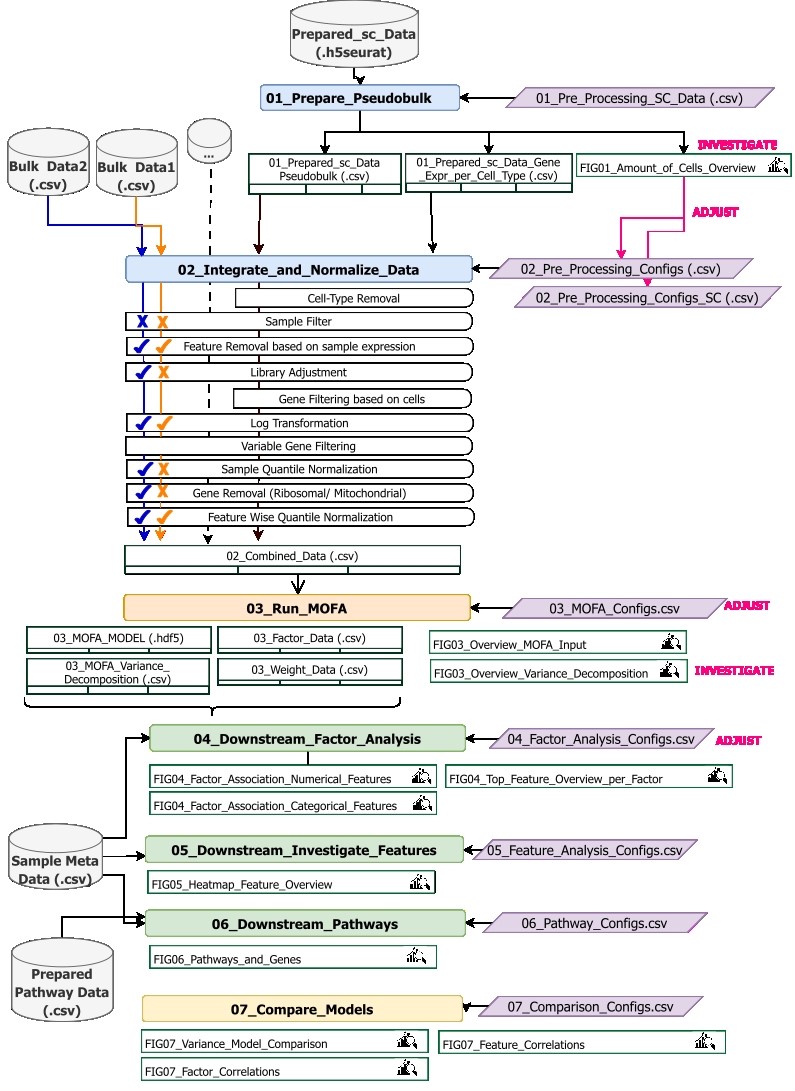 Prepared_sc_Data
(.h5seurat)
01_Prepare_Pseudobulk
01_Pre_Processing_SC_Data (.csv)
Bulk Data2
(.csv)
Bulk Data1
(.csv)
...
INVESTIGATE
01_Prepared_sc_Data
Pseudobulk (.csv)
01_Prepared_sc_Data_Gene
_Expr_per_Cell_Type (.csv)
FIG01_Amount_of_Cells_Overview
ADJUST
02_Integrate_and_Normalize_Data
02_Pre_Processing_Configs (.csv)
02_Pre_Processing_Configs_SC (.csv)
Cell-Type Removal
X X Sample Filter
✓ ✓ Feature Removal based on sample expression
✓ X Library Adjustment
Gene Filtering based on cells
✓ ✓ Log Transformation
Variable Gene Filtering
✓ X Sample Quantile Normalization
✓ X Gene Removal (Ribosomal/ Mitochondrial)
✓ ✓ Feature Wise Quantile Normalization
02_Combined_Data (.csv)
03_Run_MOFA
03_MOFA_Configs.csv
ADJUST
03_MOFA_MODEL (.hdf5)
03_Factor_Data (.csv)
FIG03_Overview_MOFA_Input
03_MOFA_Variance_
Decomposition (.csv)
03_Weight_Data (.csv)
FIG03_Overview_Variance_Decomposition
INVESTIGATE
04_Downstream_Factor_Analysis
04_Factor_Analysis_Configs.csv
ADJUST
FIG04_Factor_Association_Numerical_Features
FIG04_Top_Feature_Overview_per_Factor
FIG04_Factor_Association_Categorical_Features
Sample Meta
Data (.csv)
05_Downstream_Investigate_Features
05_Feature_Analysis_Configs.csv
FIG05_Heatmap_Feature_Overview
06_Downstream_Pathways
06_Pathway_Configs.csv
FIG06_Pathways_and_Genes
Prepared
Pathway Data
(.csv)
07_Compare_Models
07_Comparison_Configs.csv
FIG07_Variance_Model_Comparison
FIG07_Feature_Correlations
FIG07_Factor_Correlations